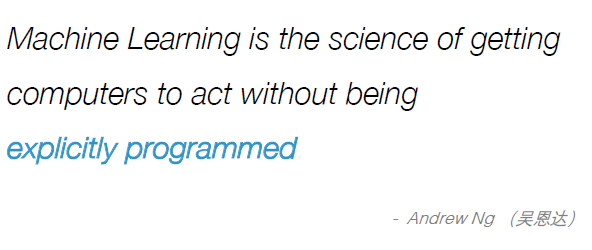 Machine Learning is the science of getting
computers to act without being
explicitly programmed
- Andrew Ng （吴恩达）